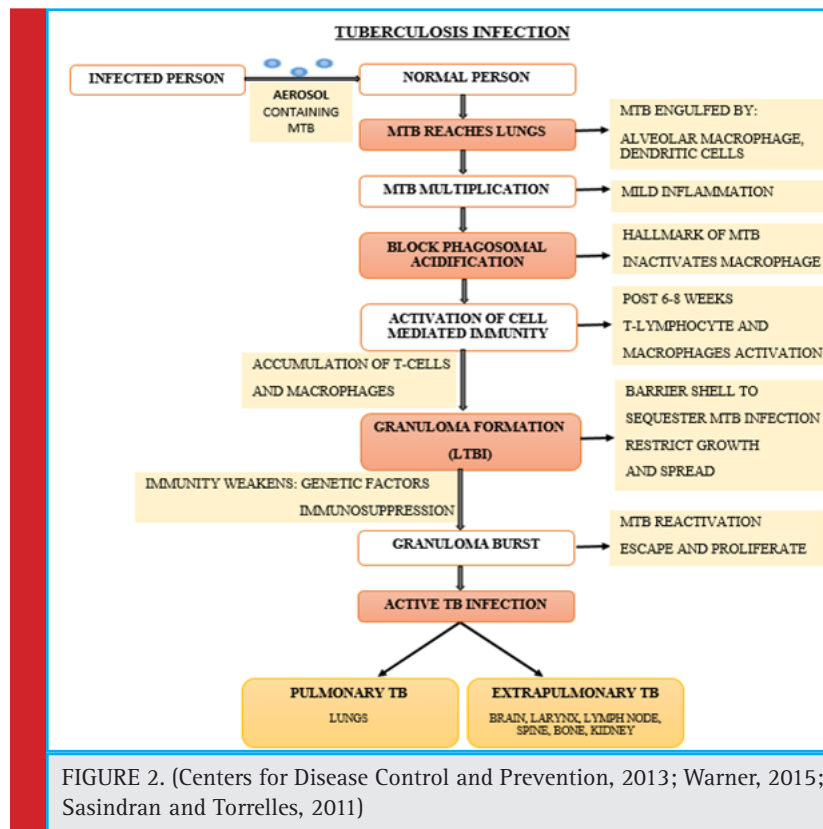 TUBERCULOSIS INFECTION
INFECTED PERSON
AEROSOL
CONTAINING
MTB
NORMAL PERSON
MTB REACHES LUNGS
MTB ENGULFED BY:
ALVEOLAR MACROPHAGE,
DENDRITIC CELLS
MTB MULTIPLICATION
MILD INFLAMMATION
BLOCK PHAGOSOMAL
ACIDIFICATION
HALLMARK OF MTB
INACTIVATES MACROPHAGE
ACTIVATION OF CELL
MEDIATED IMMUNITY
POST 6-8 WEEKS
T-LYMPHOCYTE AND
MACROPHAGES ACTIVATION
ACCUMULATION OF T-CELLS
AND MACROPHAGES
GRANULOMA FORMATION
(LTBI)
BARRIER SHELL TO
SEQUESTER MTB INFECTION
RESTRICT GROWTH
AND SPREAD
IMMUNITY WEAKENS: GENETIC FACTORS
IMMUNOSUPPRESSION
GRANULOMA BURST
MTB REACTIVATION
ESCAPE AND PROLIFERATE
ACTIVE TB INFECTION
PULMONARY TB
LUNGS
EXTRAPULMONARY TB
BRAIN, LARYNX, LYMPH NODE,
SPINE, BONE, KIDNEY
FIGURE 2. (Centers for Disease Control and Prevention, 2013; Warner, 2015;
Sasindran and Torrelles, 2011)